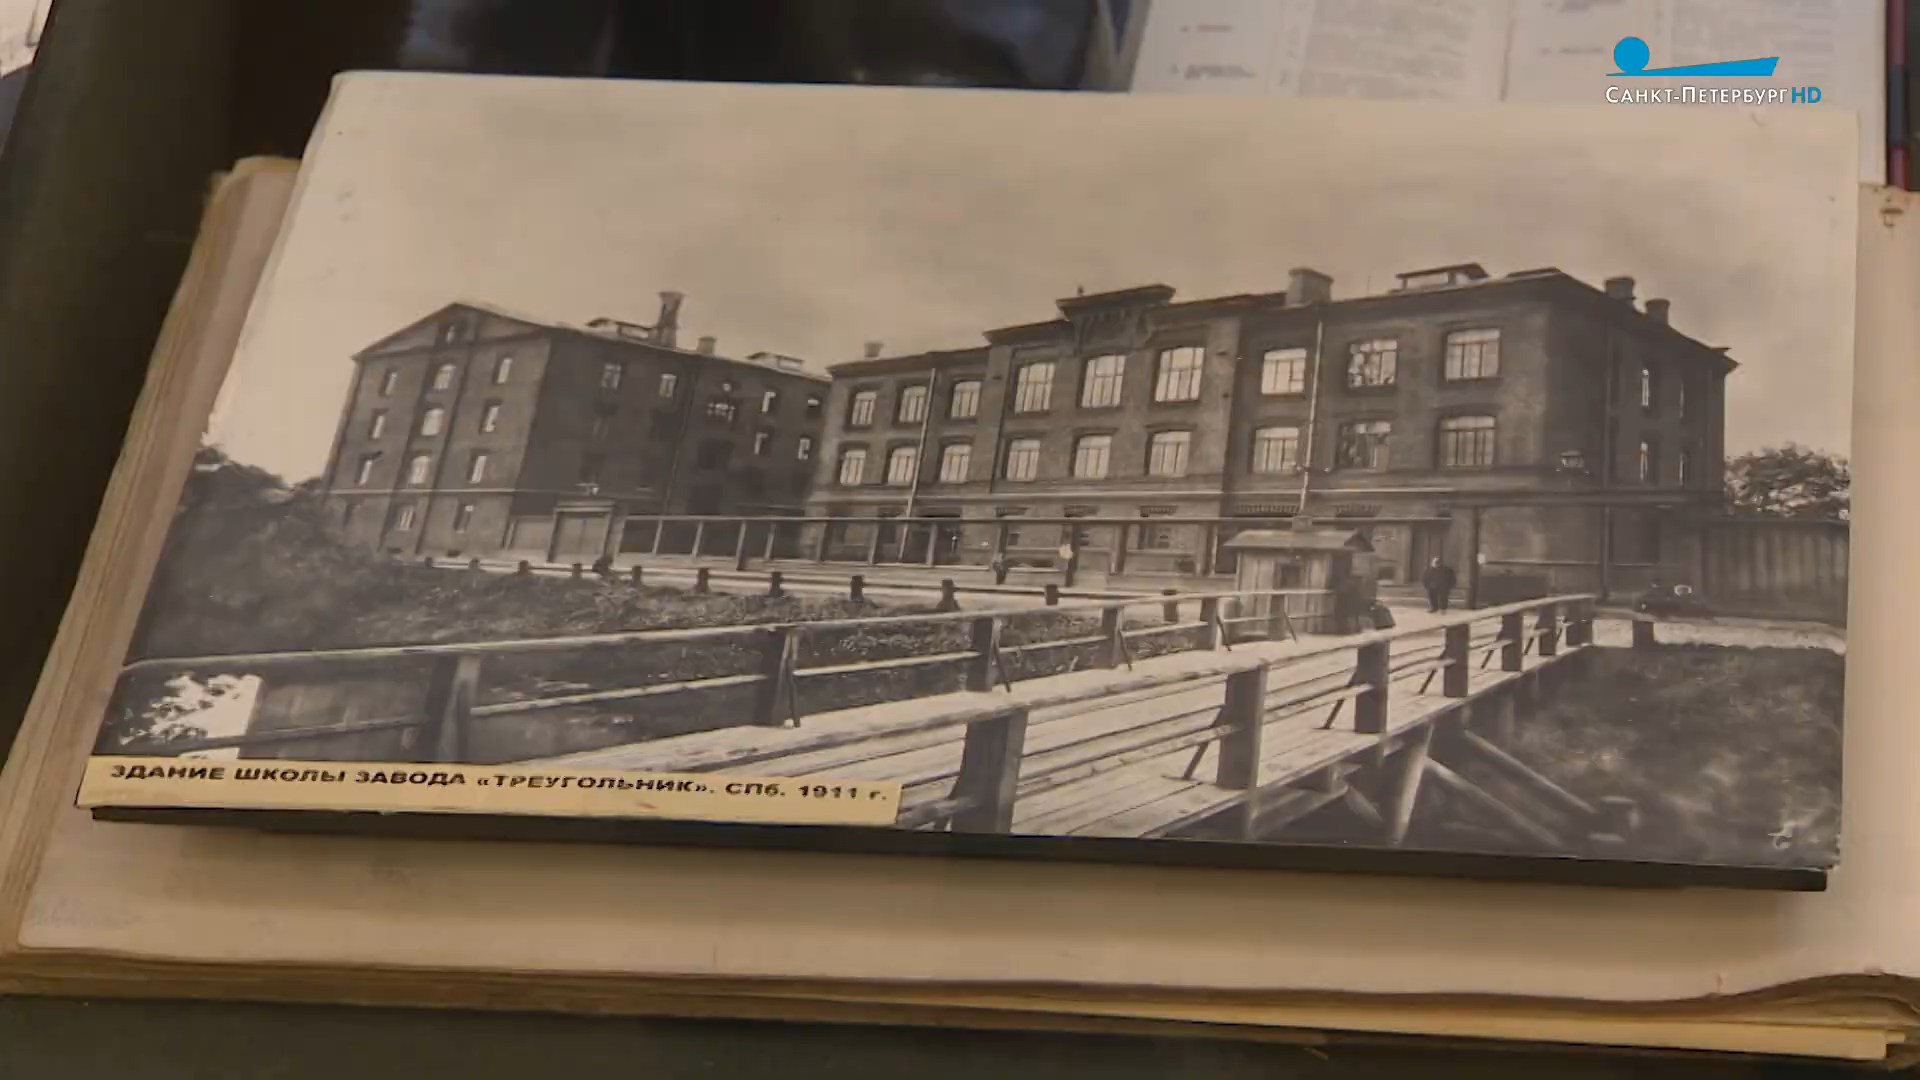 Санкт-Петербург HD
ЗДАНИЕ ШКОЛЫ ЗАВОДА «ТРЕУГОЛЬНИК». СПб. 1911 г.